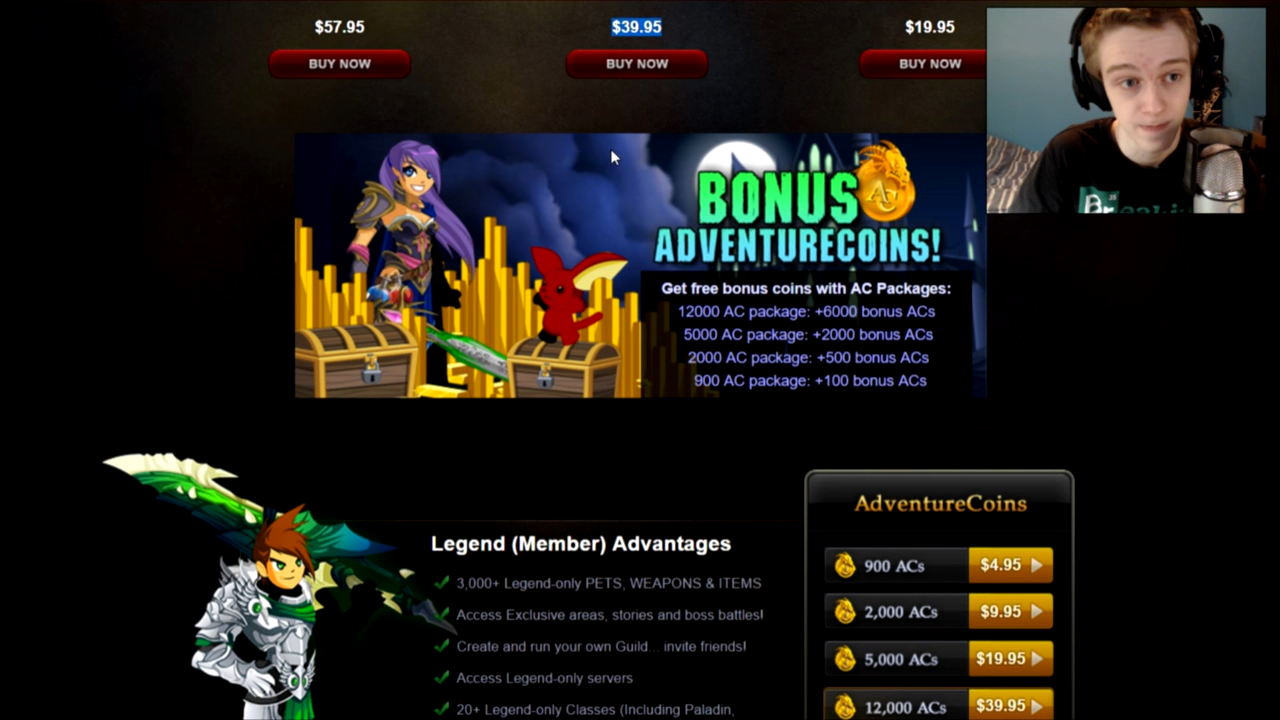 $57.95
$39.95
$19.95
BUY NOW
BUY NOW
BUY NOW
BONUS
AC
ADVENTURECOINS!
Get free bonus coins with AC Packages:
12000 AC package: +6000 bonus ACs
5000 AC package: +2000 bonus ACs
2000 AC package: +500 bonus ACs
900 AC package: +100 bonus ACs
Legend (Member) Advantages
3,000+ Legend-only PETS, WEAPONS & ITEMS
Access Exclusive areas, stories and boss battles!
Create and run your own Guild... invite friends!
Access Legend-only servers
20+ Legend-only Classes (Including Paladin,
AdventureCoins
900 ACs
$4.95
2,000 ACs
$9.95
5,000 ACs
$19.95
12,000 ACs
$39.95